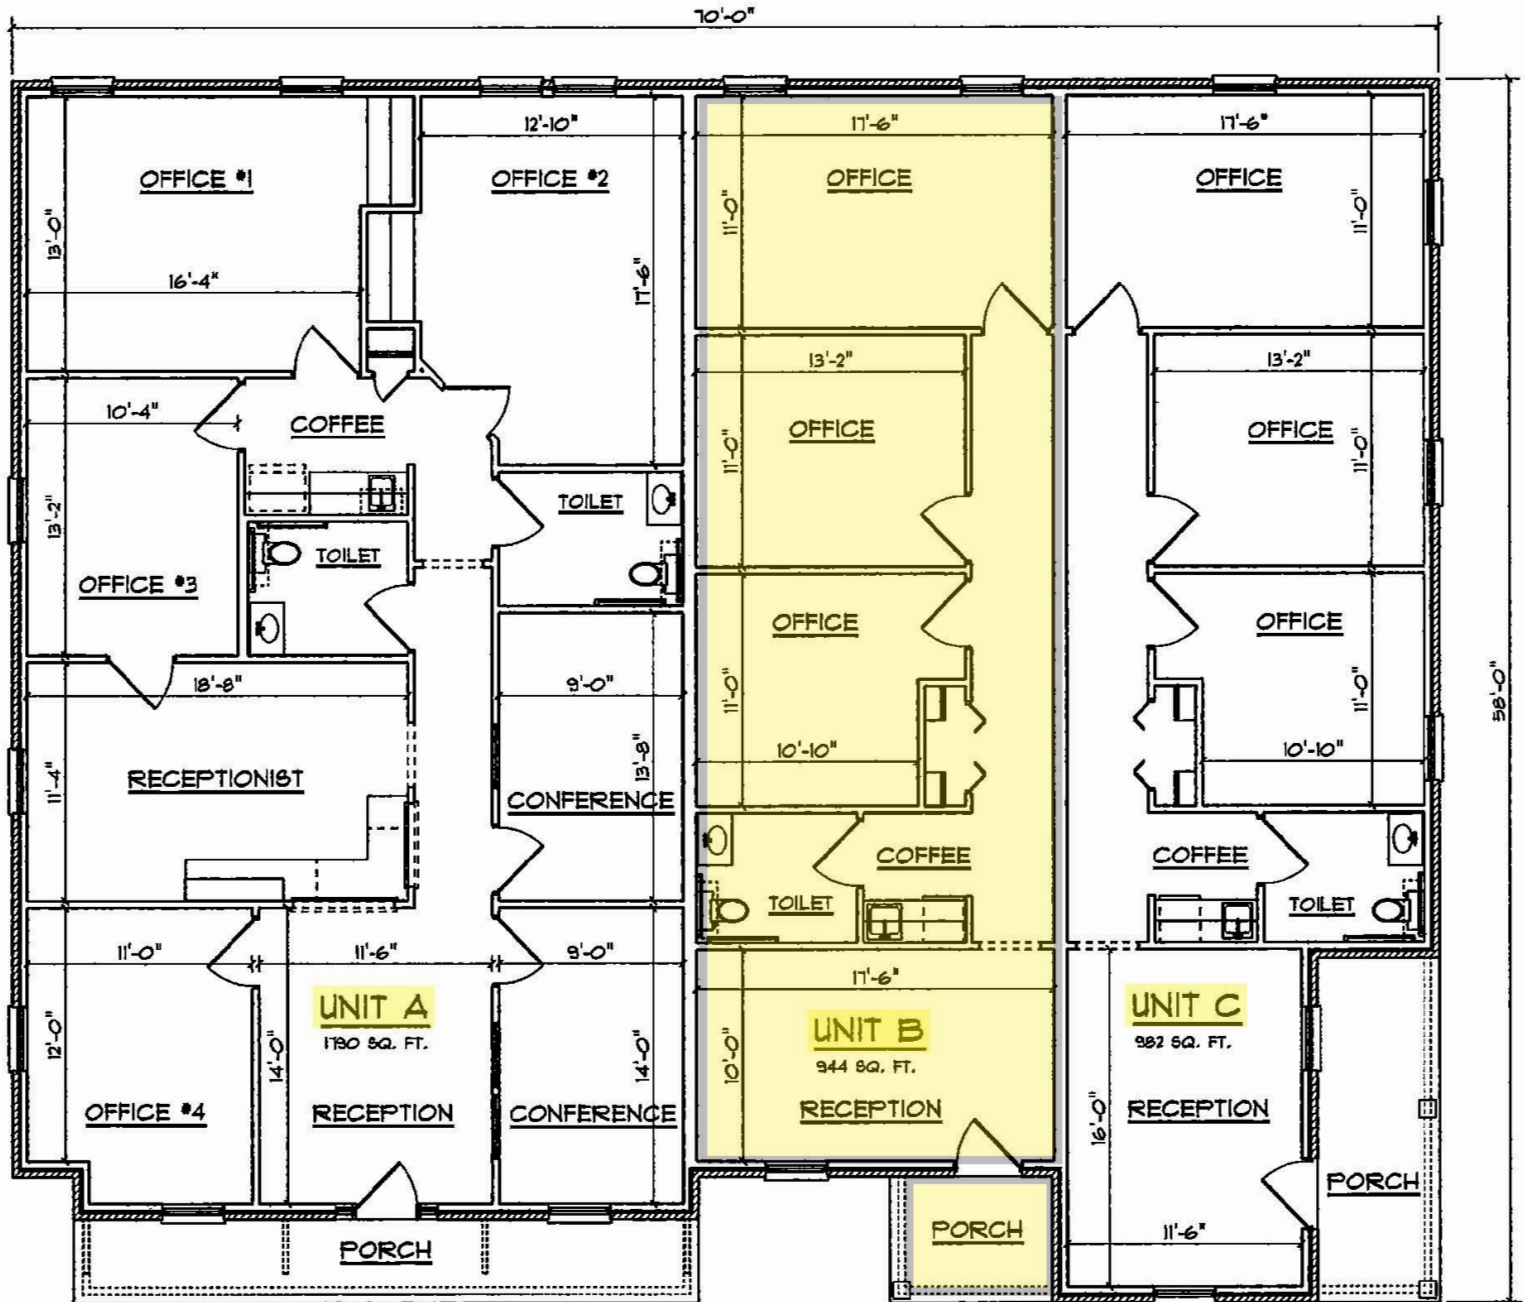 70'-0"
12'-10"
17'-6"
17'-6"
OFFICE #1
OFFICE #2
OFFICE
OFFICE
13'-0"
11'-0"
11'-0"
16'-4"
17'-6"
13'-2"
13'-2"
10'-4"
COFFEE
OFFICE
OFFICE
11'-0"
11'-0"
13'-2"
TOILET
TOILET
OFFICE #3
OFFICE
OFFICE
18'-8"
9'-0"
11'-0"
11'-0"
58'-0"
10'-10"
10'-10"
11'-4"
RECEPTIONIST
13'-8"
CONFERENCE
COFFEE
COFFEE
TOILET
TOILET
11'-0"
11'-6"
9'-0"
17'-6"
UNIT A
1790 SQ. FT.
UNIT B
944 SQ. FT.
UNIT C
982 SQ. FT.
12'-0"
14'-0"
14'-0"
10'-0"
16'-0"
OFFICE #4
RECEPTION
CONFERENCE
RECEPTION
RECEPTION
PORCH
PORCH
PORCH
11'-6"